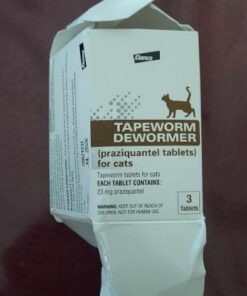 Elanco
TAPEWORM
DEWORMER
(praziquantel tablets)
for cats
Tapeworm tablets for cats
EACH TABLET CONTAINS:
23 mg praziquantel
WARNING: KEEP OUT OF REACH OF
CHILDREN. NOT FOR HUMAN USE.
3
Tablets